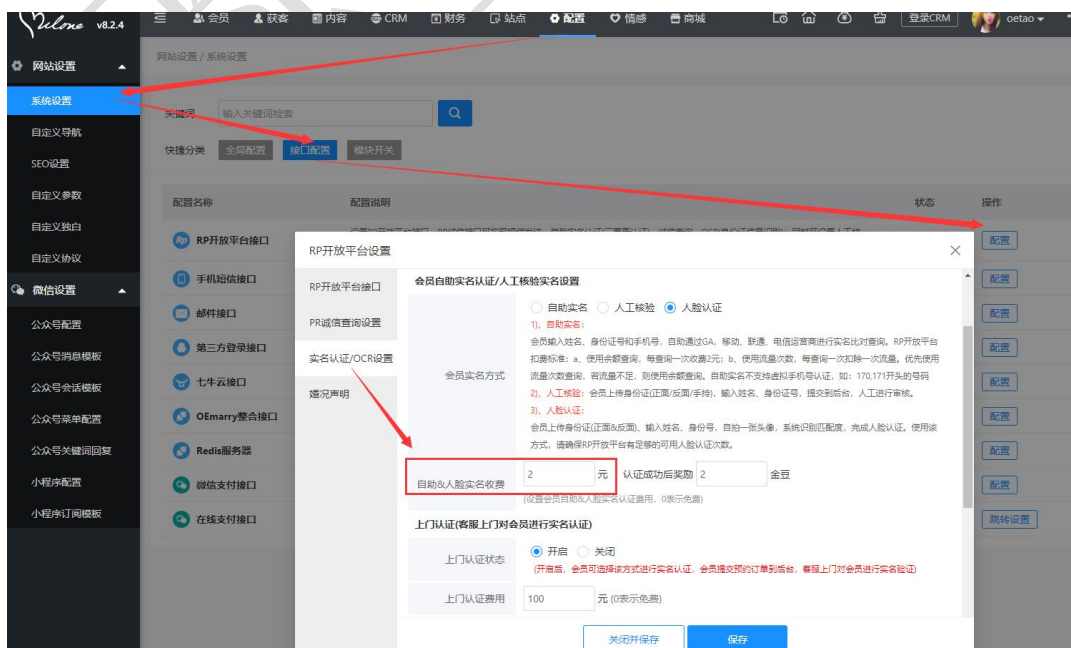 v8.2.4
会员 获客 内容 CRM 财务 站点 配置 情感 商城 登录CRM oetao
网站设置
系统设置
自定义导航
SEO设置
自定义参数
自定义独白
自定义协议
微信设置
公众号配置
公众号消息模板
公众号会话模板
公众号菜单配置
公众号关键词回复
小程序配置
小程序订阅模板
网站设置 / 系统设置
关键词 输入关键词检索
快捷分类 全局配置 接口配置 模块开关
配置名称 配置说明 状态 操作
RP开放平台接口 配置
手机短信接口 配置
邮件接口 配置
第三方登录接口 配置
七牛云接口 配置
OEmarry整合接口 配置
Redis服务器 配置
微信支付接口 配置
在线支付接口 跳转设置
RP开放平台设置
RP开放平台接口
PR诚信查询设置
实名认证/OCR设置
婚况声明
会员自助实名认证/人工核验实名设置
会员实名方式
自助实名 人工核验 人脸认证
1)、自助实名:
会员输入姓名、身份证号和手机号，自助通过GA，移动、联通、电信运营商进行实名比对查询。RP开放平台
扣费标准：a、使用余额查询，每查询一次收费2元；b、使用流量次数，每查询一次扣除一次流量。优先使用
流量次数查询，若流量不足，则使用余额查询。自助实名不支持虚拟手机号认证，如：170,171开头的号码
2)、人工核验：会员上传身份证(正面/反面/手持)，输入姓名、身份证号，提交到后台，人工进行审核。
3)、人脸认证:
会员上传身份证(正面&反面)，输入姓名、身份号，自拍一张头像，系统识别匹配度，完成人脸认证。使用该
方式，请确保RP开放平台有足够的可用人脸认证次数。
自助&人脸实名收费 2 元 认证成功后奖励 2 金豆
(设置会员自助&人脸实名认证费用，0表示免费)
上门认证(客服上门对会员进行实名认证)
上门认证状态 开启 关闭
(开启后，会员可选择该方式进行实名认证，会员提交预约订单到后台，客服上门对会员进行实名验证)
上门认证费用 100 元 (0表示免费)
关闭并保存 保存